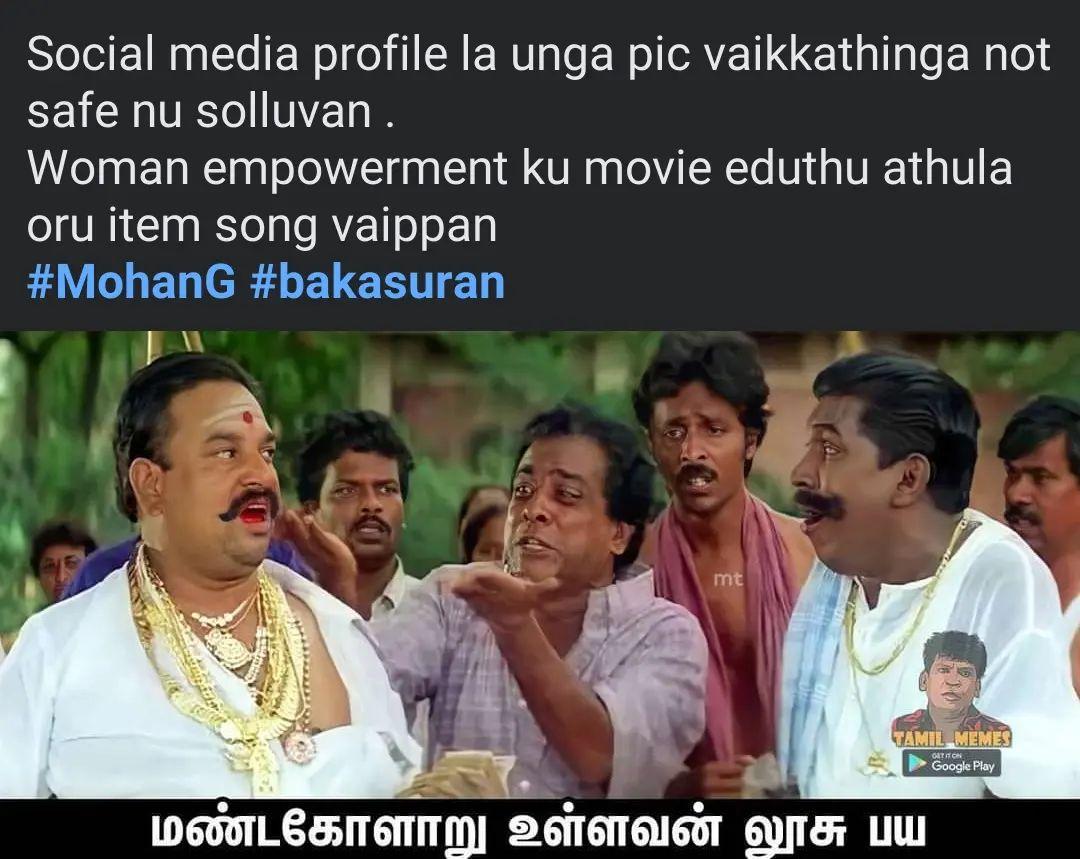 Social media profile la unga pic vaikkathinga not
safe nu solluvan .
Woman empowerment ku movie eduthu athula
oru item song vaippan
#MohanG #bakasuran
mt
TAMIL MEMES
GET IT ON
Google Play
மண்டகோளாறு உள்ளவன் லூசு பய